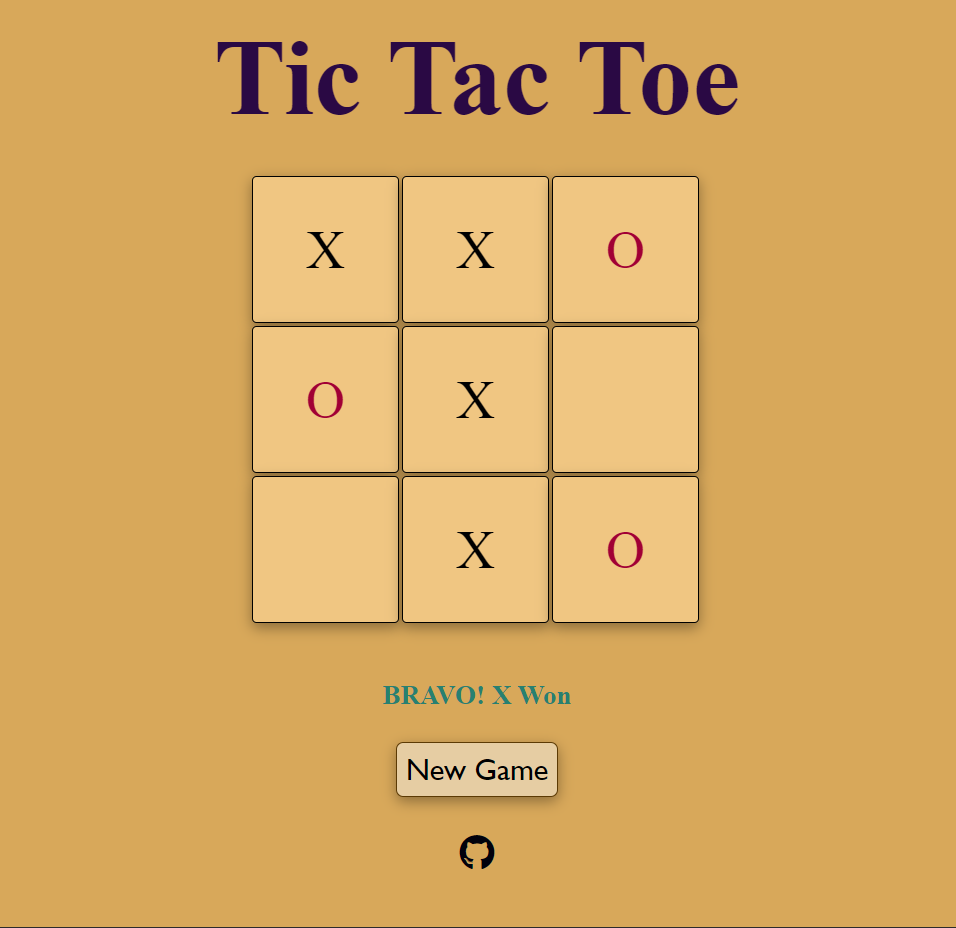 Tic Tac Toe
X X O
O X
X O
BRAVO! X Won
New Game